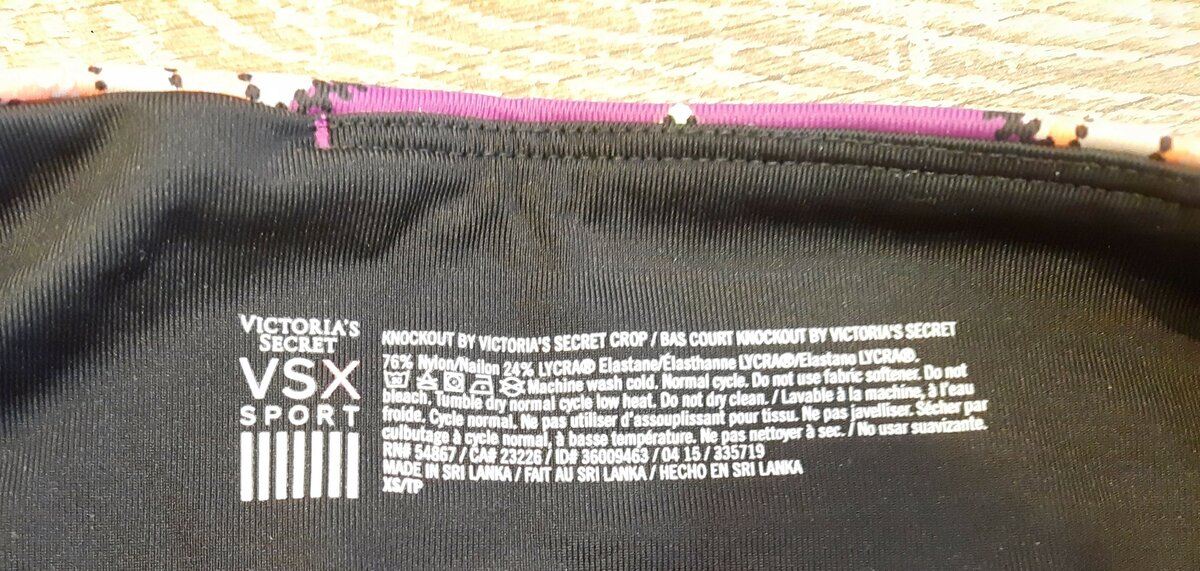 VICTORIA'S
SECRET
VSX
SPORT
KNOCKOUT BY VICTORIA'S SECRET CROP / BAS COURT KNOCKOUT BY VICTORIA'S SECRET
76% Nylon/Nailon 24% LYCRA® Elastane/Élasthanne LYCRA®/Elastano LYCRA®.
Machine wash cold. Normal cycle. Do not use fabric softener. Do not
bleach. Tumble dry normal cycle low heat. Do not dry clean. / Lavable à la machine, à l'eau
froide. Cycle normal. Ne pas utiliser d'assouplissant pour tissu. Ne pas javelliser. Sécher par
culbutage à cycle normal, à basse température. Ne pas nettoyer à sec. / No usar suavizante.
RN# 54867 / CA# 23226 / ID# 36009463 / 04 15 / 335719
MADE IN SRI LANKA / FAIT AU SRI LANKA / HECHO EN SRI LANKA
XS/TP